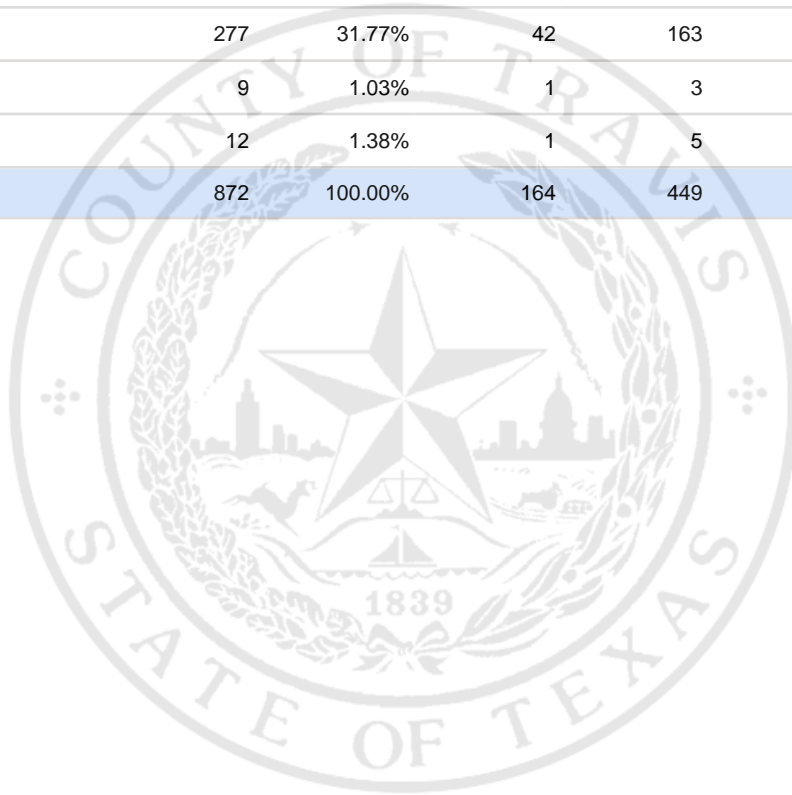 277 31.77% 42 163
9 1.03% 1 3
12 1.38% 1 5
872 100.00% 164 449
COUNTY OF TRAVIS
1839
STATE OF TEXAS